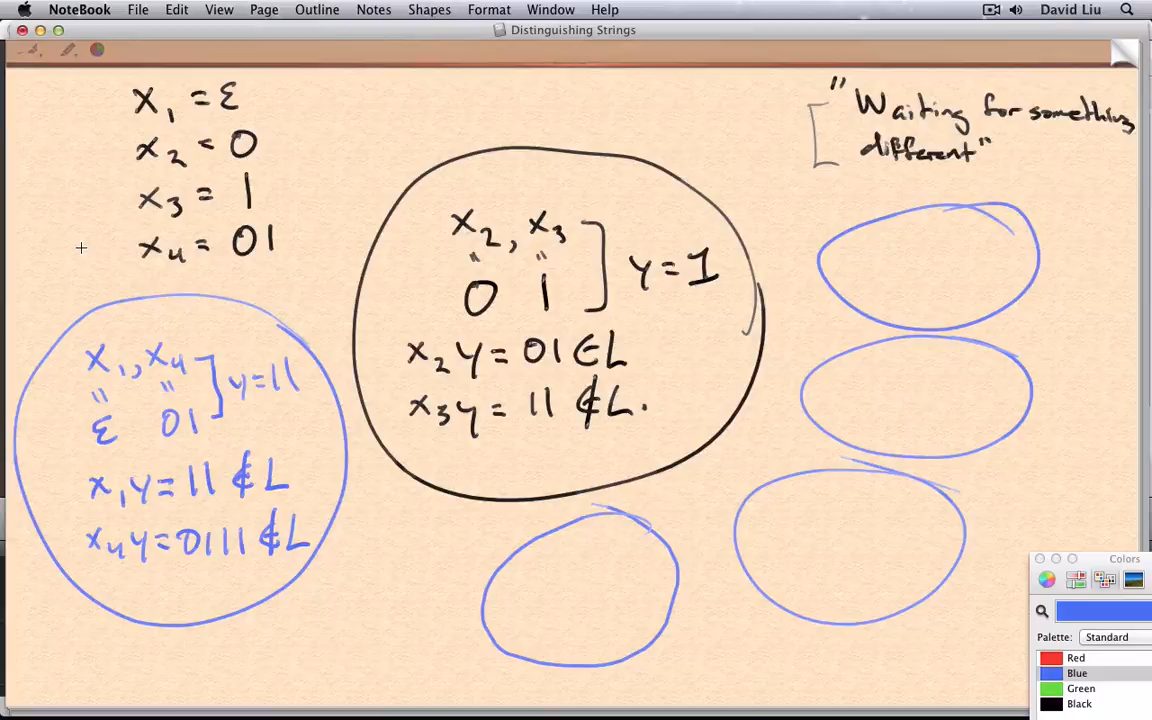 NoteBook File Edit View Page Outline Notes Shapes Format Window Help David Liu
Distinguishing Strings
x₁ = ε
x₂ = 0
x₃ = 1
x₄ = 01
"Waiting for something
different"
x₂, x₃
" "
0 1
y = 1
x₂y = 01 ∈ L
x₃y = 11 ∉ L.
x₁, x₄
" "
ε 01
y = 11
x₁y = 11 ∉ L
x₄y = 0111 ∉ L
Colors
Palette: Standard
Red
Blue
Green
Black